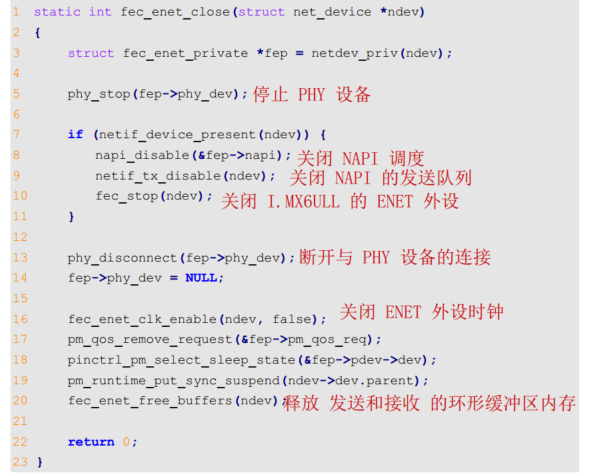 1 static int fec_enet_close(struct net_device *ndev)
2 {
3 struct fec_enet_private *fep = netdev_priv(ndev);
4
5 phy_stop(fep->phy_dev); 停止 PHY 设备
6
7 if (netif_device_present(ndev)) {
8 napi_disable(&fep->napi); 关闭 NAPI 调度
9 netif_tx_disable(ndev); 关闭 NAPI 的发送队列
10 fec_stop(ndev); 关闭 I.MX6ULL 的 ENET 外设
11 }
12
13 phy_disconnect(fep->phy_dev); 断开与 PHY 设备的连接
14 fep->phy_dev = NULL;
15
16 fec_enet_clk_enable(ndev, false); 关闭 ENET 外设时钟
17 pm_qos_remove_request(&fep->pm_qos_req);
18 pinctrl_pm_select_sleep_state(&fep->pdev->dev);
19 pm_runtime_put_sync_suspend(ndev->dev.parent);
20 fec_enet_free_buffers(ndev); 释放 发送和接收 的环形缓冲区内存
21
22 return 0;
23 }